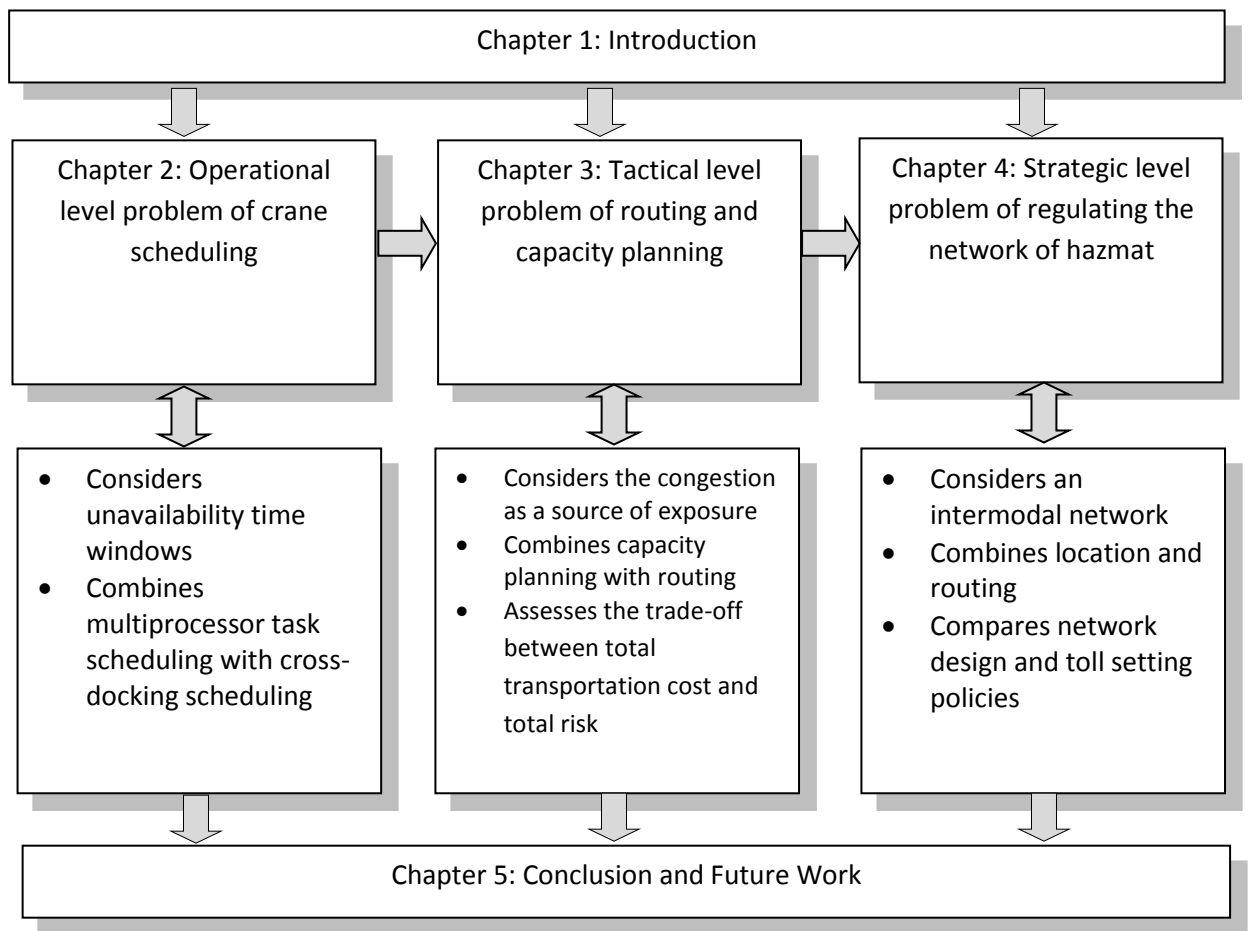 Chapter 1: Introduction
Chapter 2: Operational
level problem of crane
scheduling
Chapter 3: Tactical level
problem of routing and
capacity planning
Chapter 4: Strategic level
problem of regulating the
network of hazmat
• Considers
unavailability time
windows
• Combines
multiprocessor task
scheduling with cross-
docking scheduling
• Considers the congestion
as a source of exposure
• Combines capacity
planning with routing
• Assesses the trade-off
between total
transportation cost and
total risk
• Considers an
intermodal network
• Combines location and
routing
• Compares network
design and toll setting
policies
Chapter 5: Conclusion and Future Work